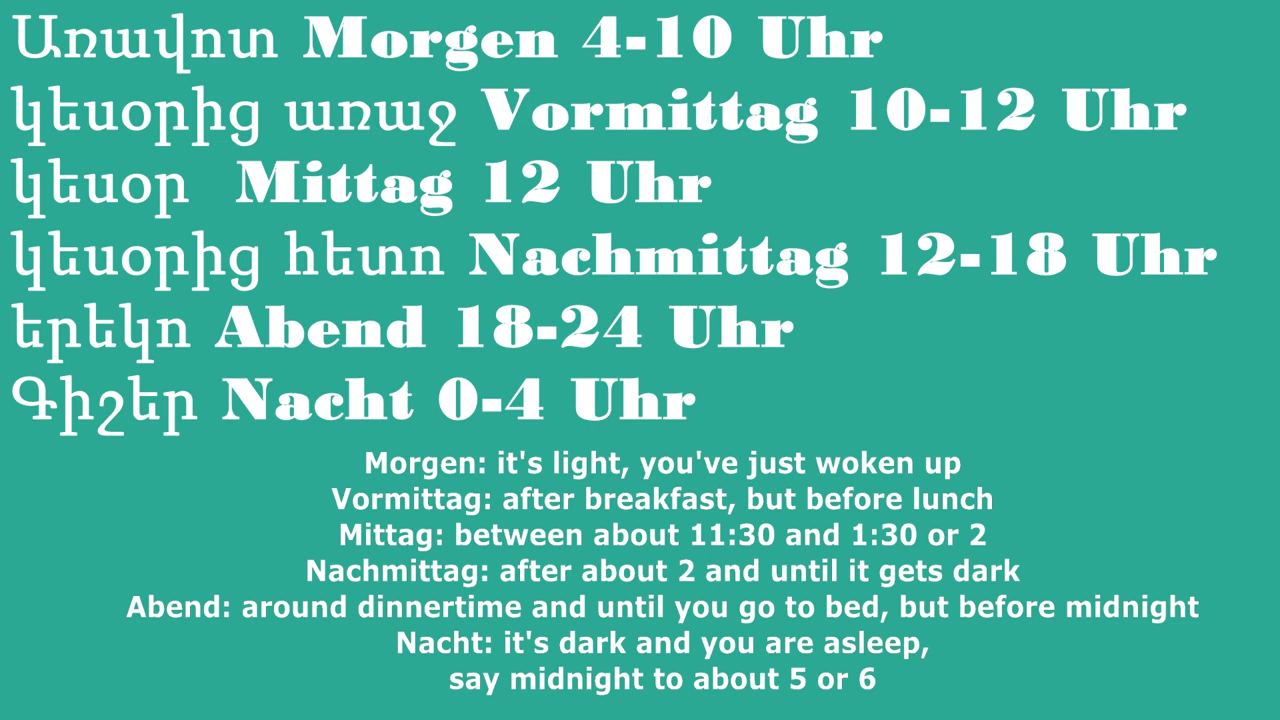 Առավոտ Morgen 4-10 Uhr
կեսօրից առաջ Vormittag 10-12 Uhr
կեսօր Mittag 12 Uhr
կեսօրից հետո Nachmittag 12-18 Uhr
երեկո Abend 18-24 Uhr
Գիշեր Nacht 0-4 Uhr
Morgen: it's light, you've just woken up
Vormittag: after breakfast, but before lunch
Mittag: between about 11:30 and 1:30 or 2
Nachmittag: after about 2 and until it gets dark
Abend: around dinnertime and until you go to bed, but before midnight
Nacht: it's dark and you are asleep,
say midnight to about 5 or 6